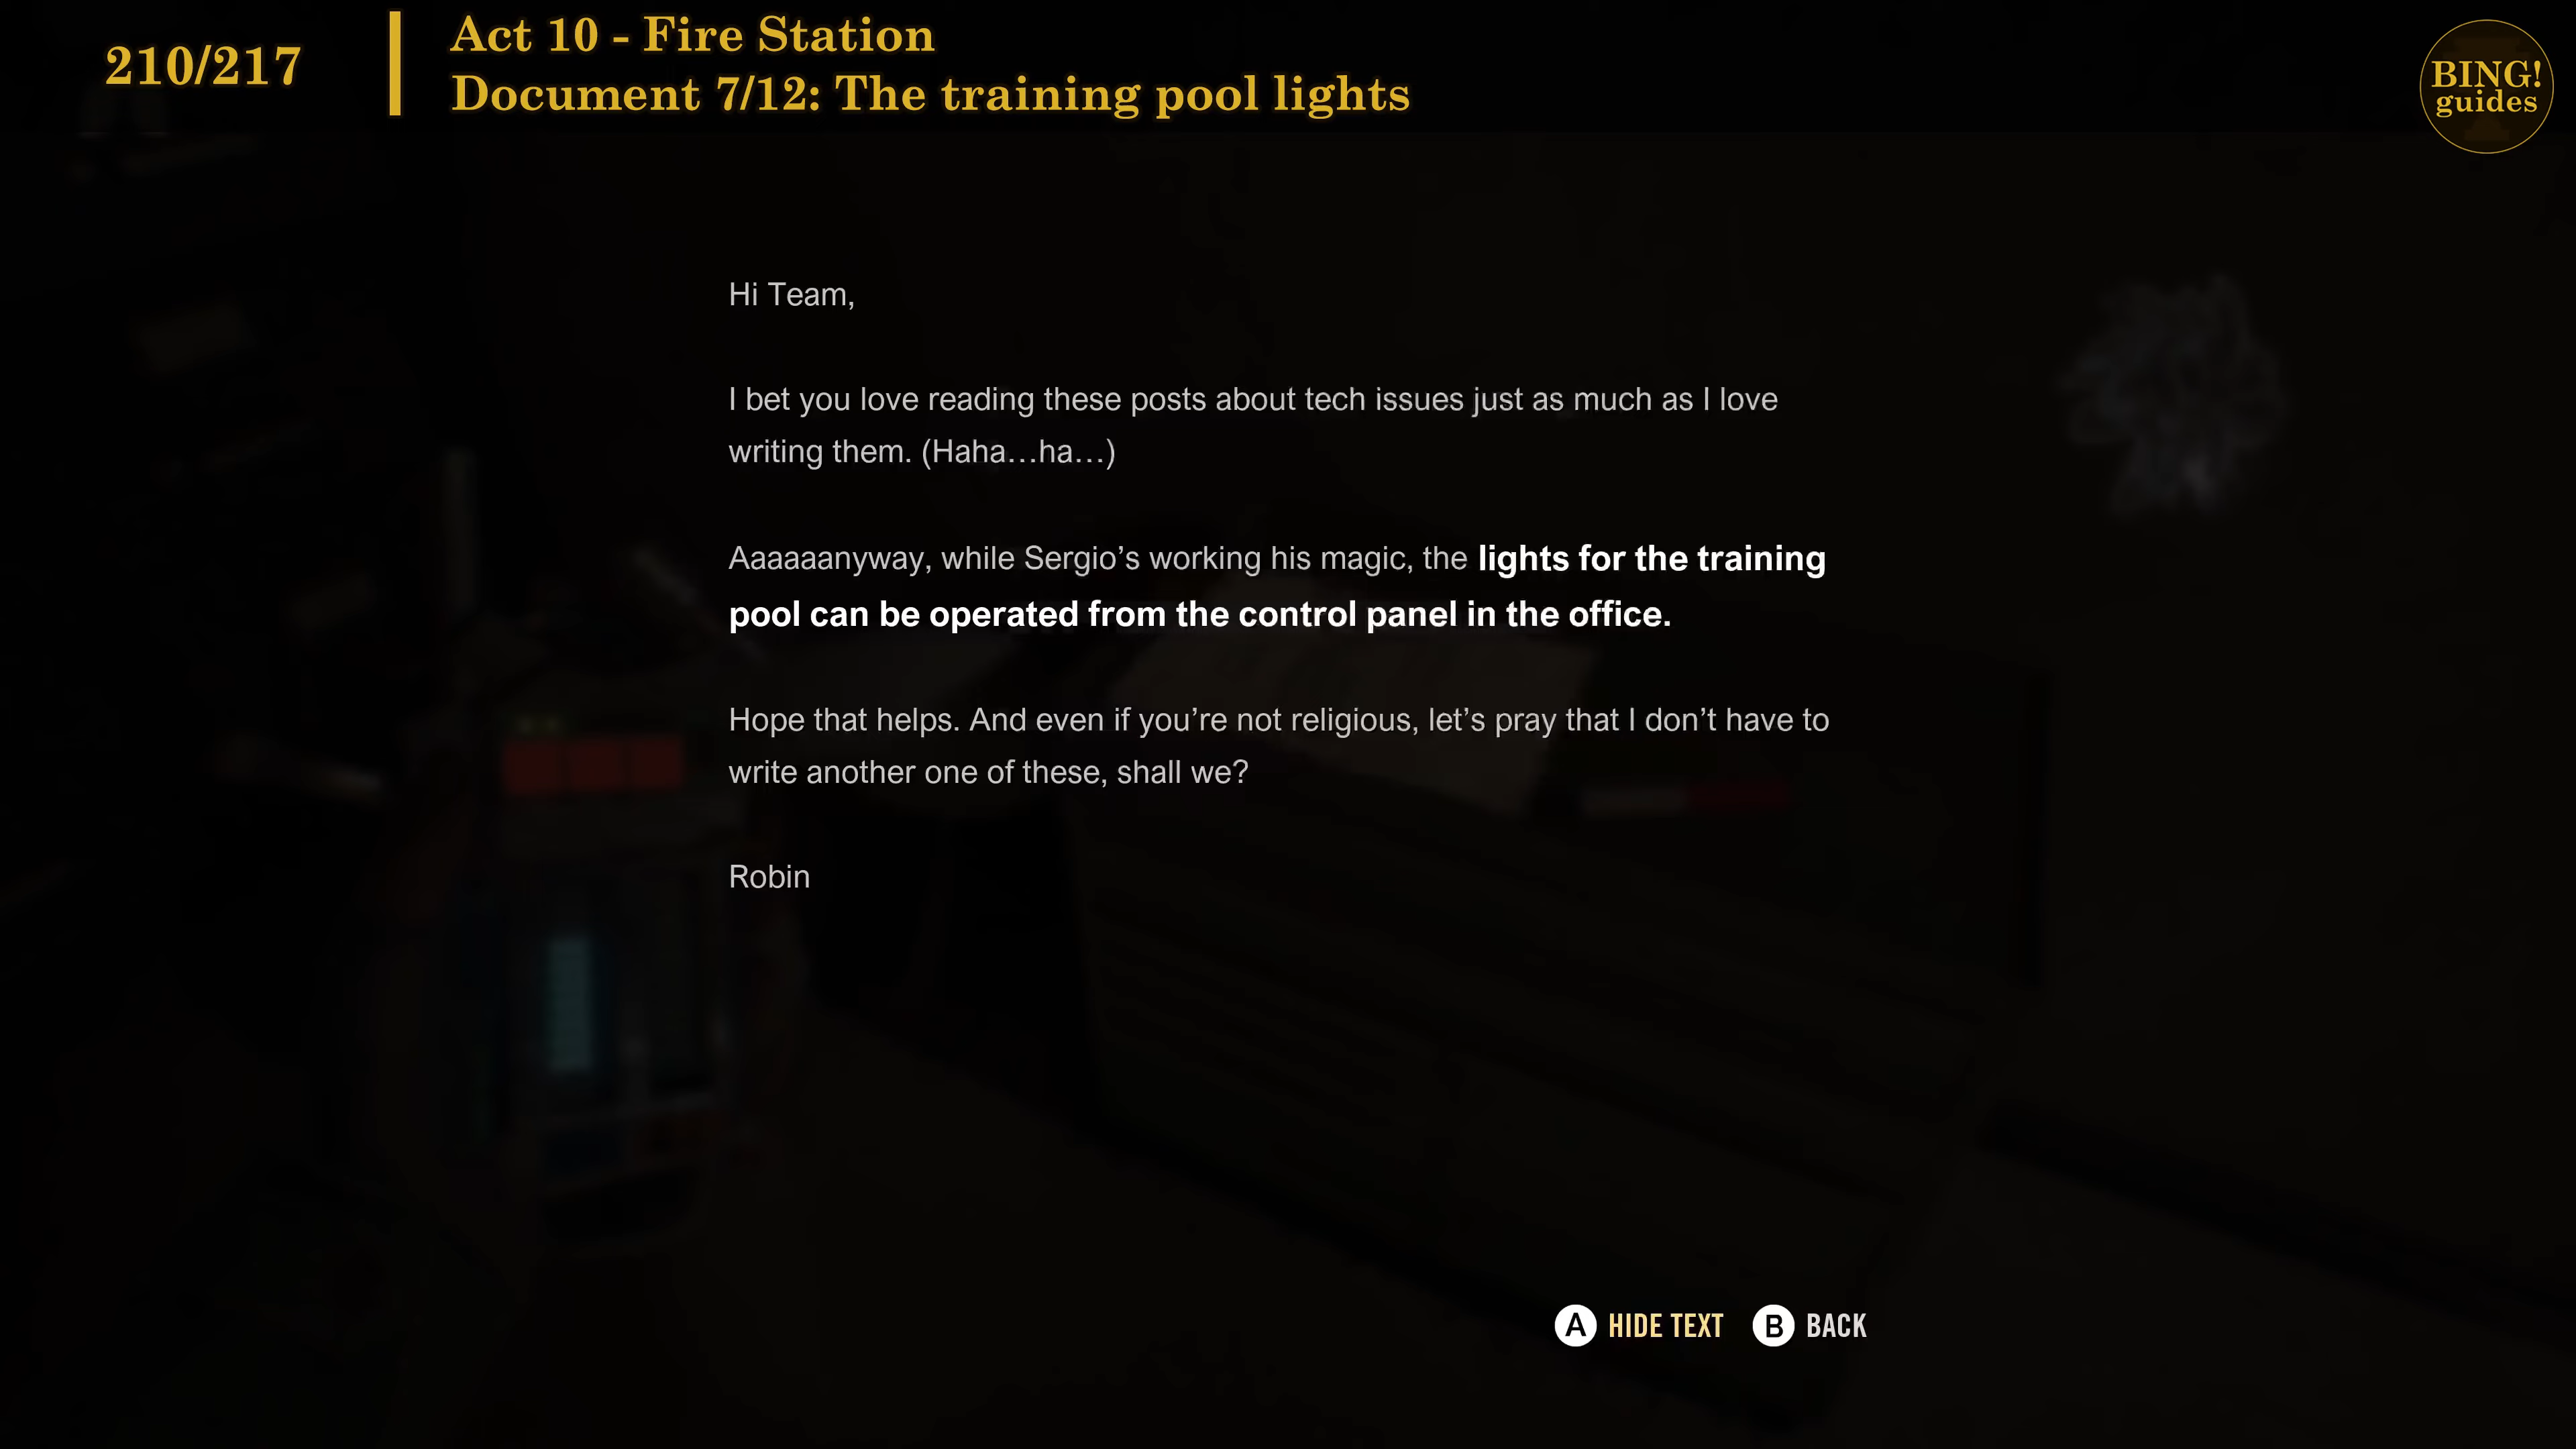 210/217
Act 10 - Fire Station
Document 7/12: The training pool lights
BING!
guides
Hi Team,
I bet you love reading these posts about tech issues just as much as I love
writing them. (Haha…ha…)
Aaaaaanyway, while Sergio’s working his magic, the lights for the training
pool can be operated from the control panel in the office.
Hope that helps. And even if you’re not religious, let’s pray that I don’t have to
write another one of these, shall we?
Robin
A HIDE TEXT B BACK